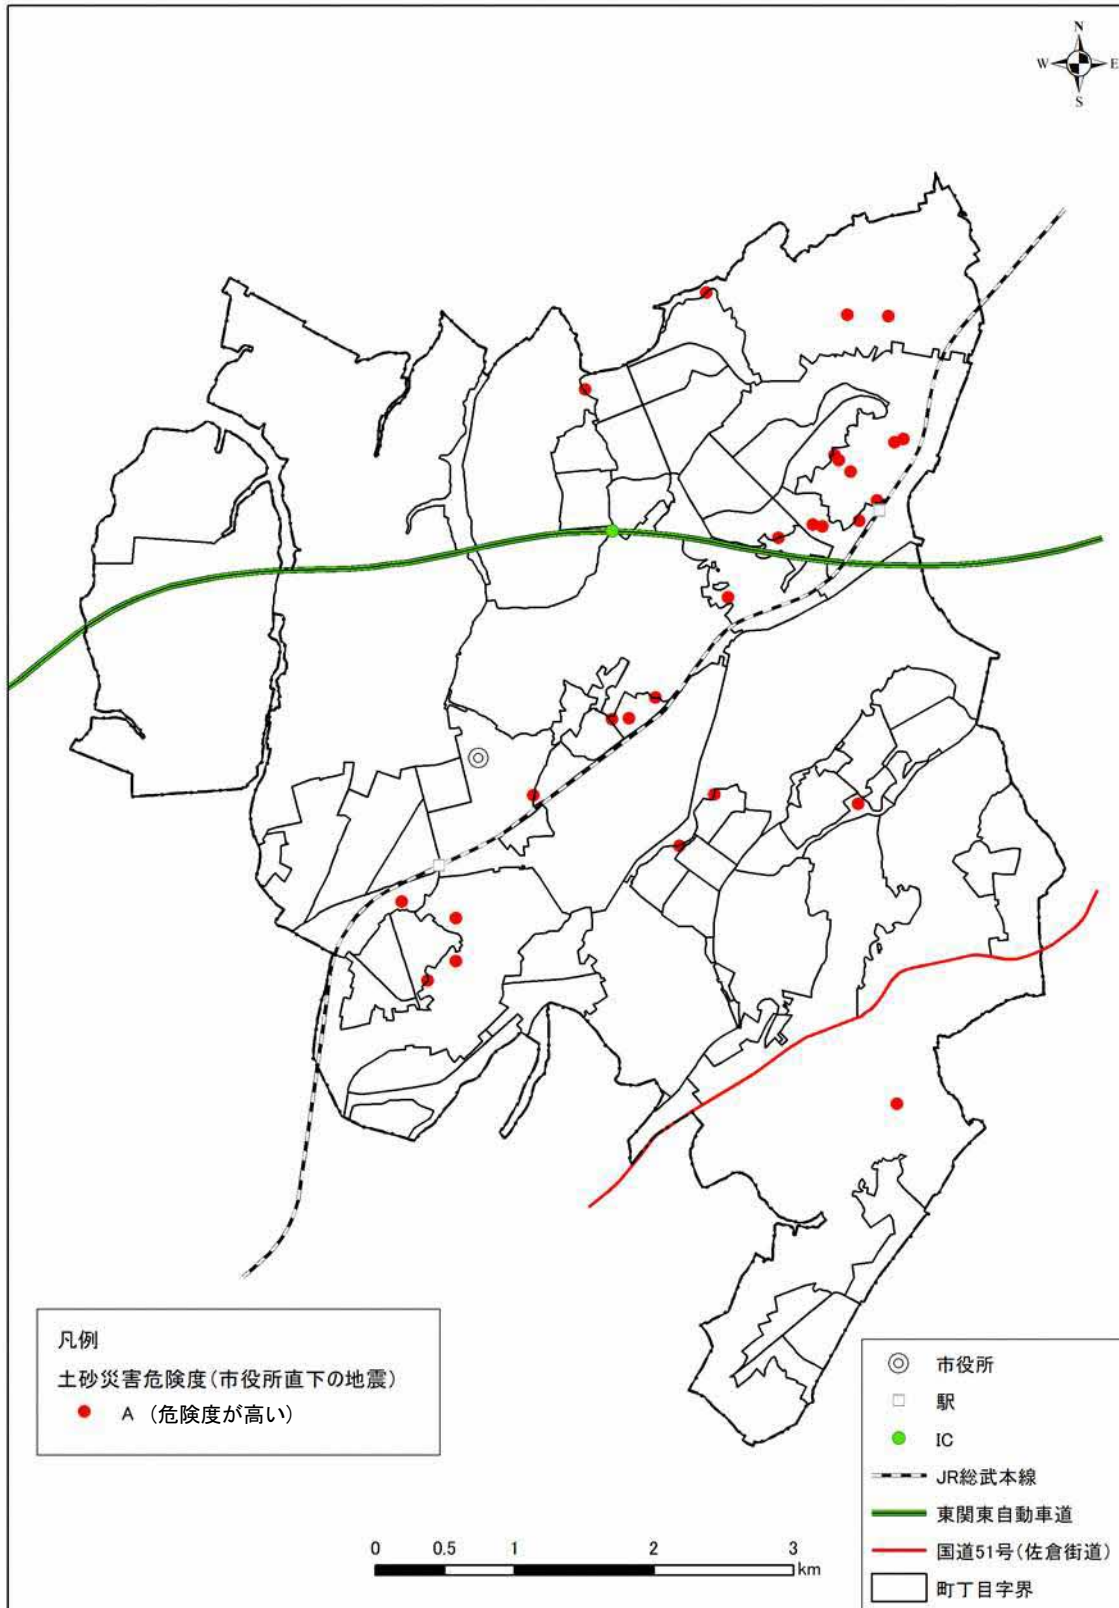 N
W E
S
凡例
土砂災害危険度(市役所直下の地震)
A (危険度が高い)
市役所
駅
IC
JR総武本線
東関東自動車道
国道51号(佐倉街道)
町丁目字界
0 0.5 1 2 3
km